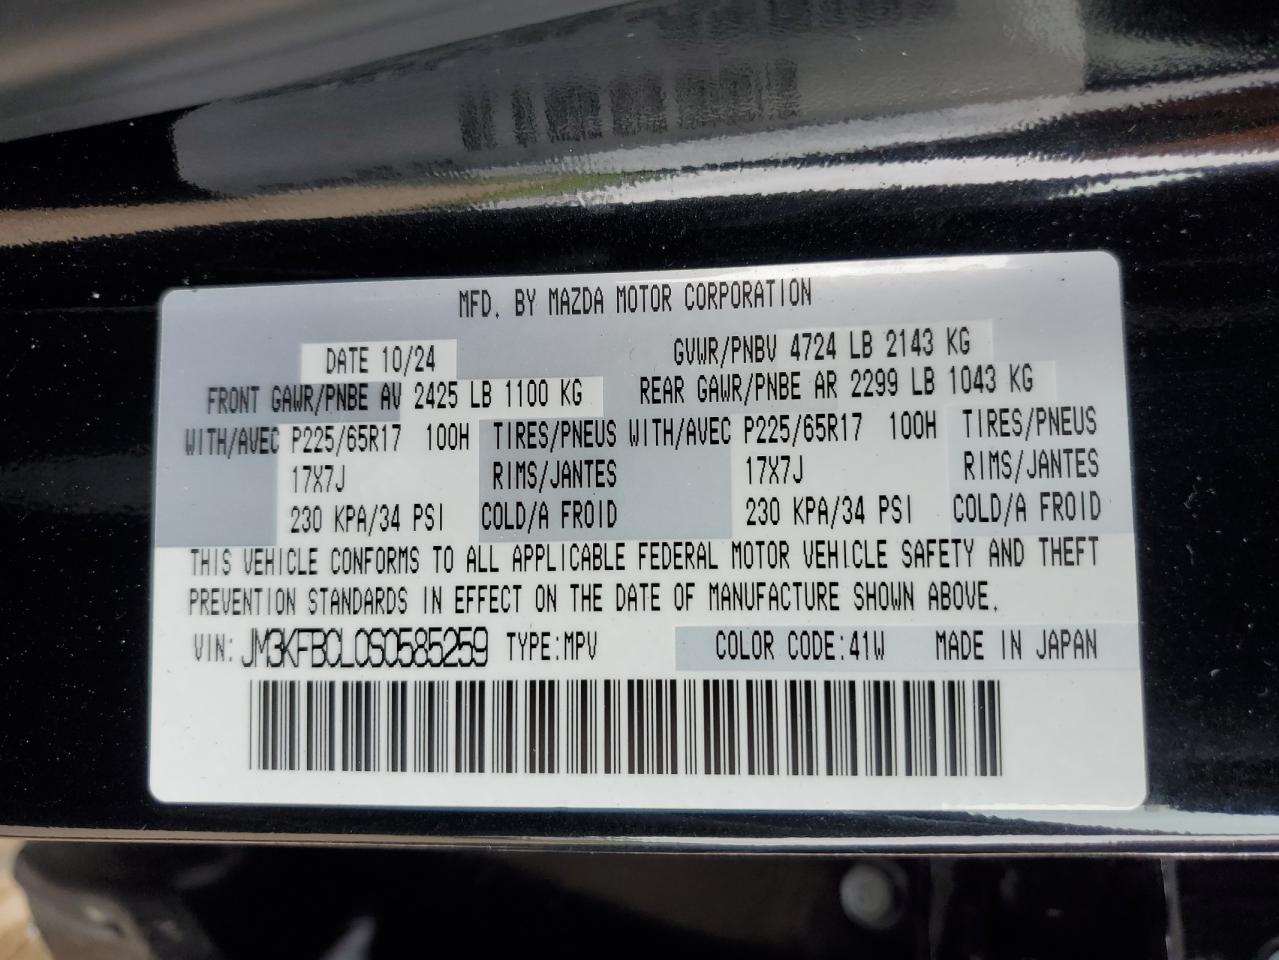 MFD. BY MAZDA MOTOR CORPORATION
DATE 10/24 GVWR/PNBV 4724 LB 2143 KG
FRONT GAWR/PNBE AV 2425 LB 1100 KG REAR GAWR/PNBE AR 2299 LB 1043 KG
WITH/AVEC P225/65R17 100H TIRES/PNEUS WITH/AVEC P225/65R17 100H TIRES/PNEUS
17X7J RIMS/JANTES 17X7J RIMS/JANTES
230 KPA/34 PSI COLD/A FROID 230 KPA/34 PSI COLD/A FROID
THIS VEHICLE CONFORMS TO ALL APPLICABLE FEDERAL MOTOR VEHICLE SAFETY AND THEFT
PREVENTION STANDARDS IN EFFECT ON THE DATE OF MANUFACTURE SHOWN ABOVE.
VIN: JM3KFBCL0S0585259 TYPE:MPV COLOR CODE:41W MADE IN JAPAN